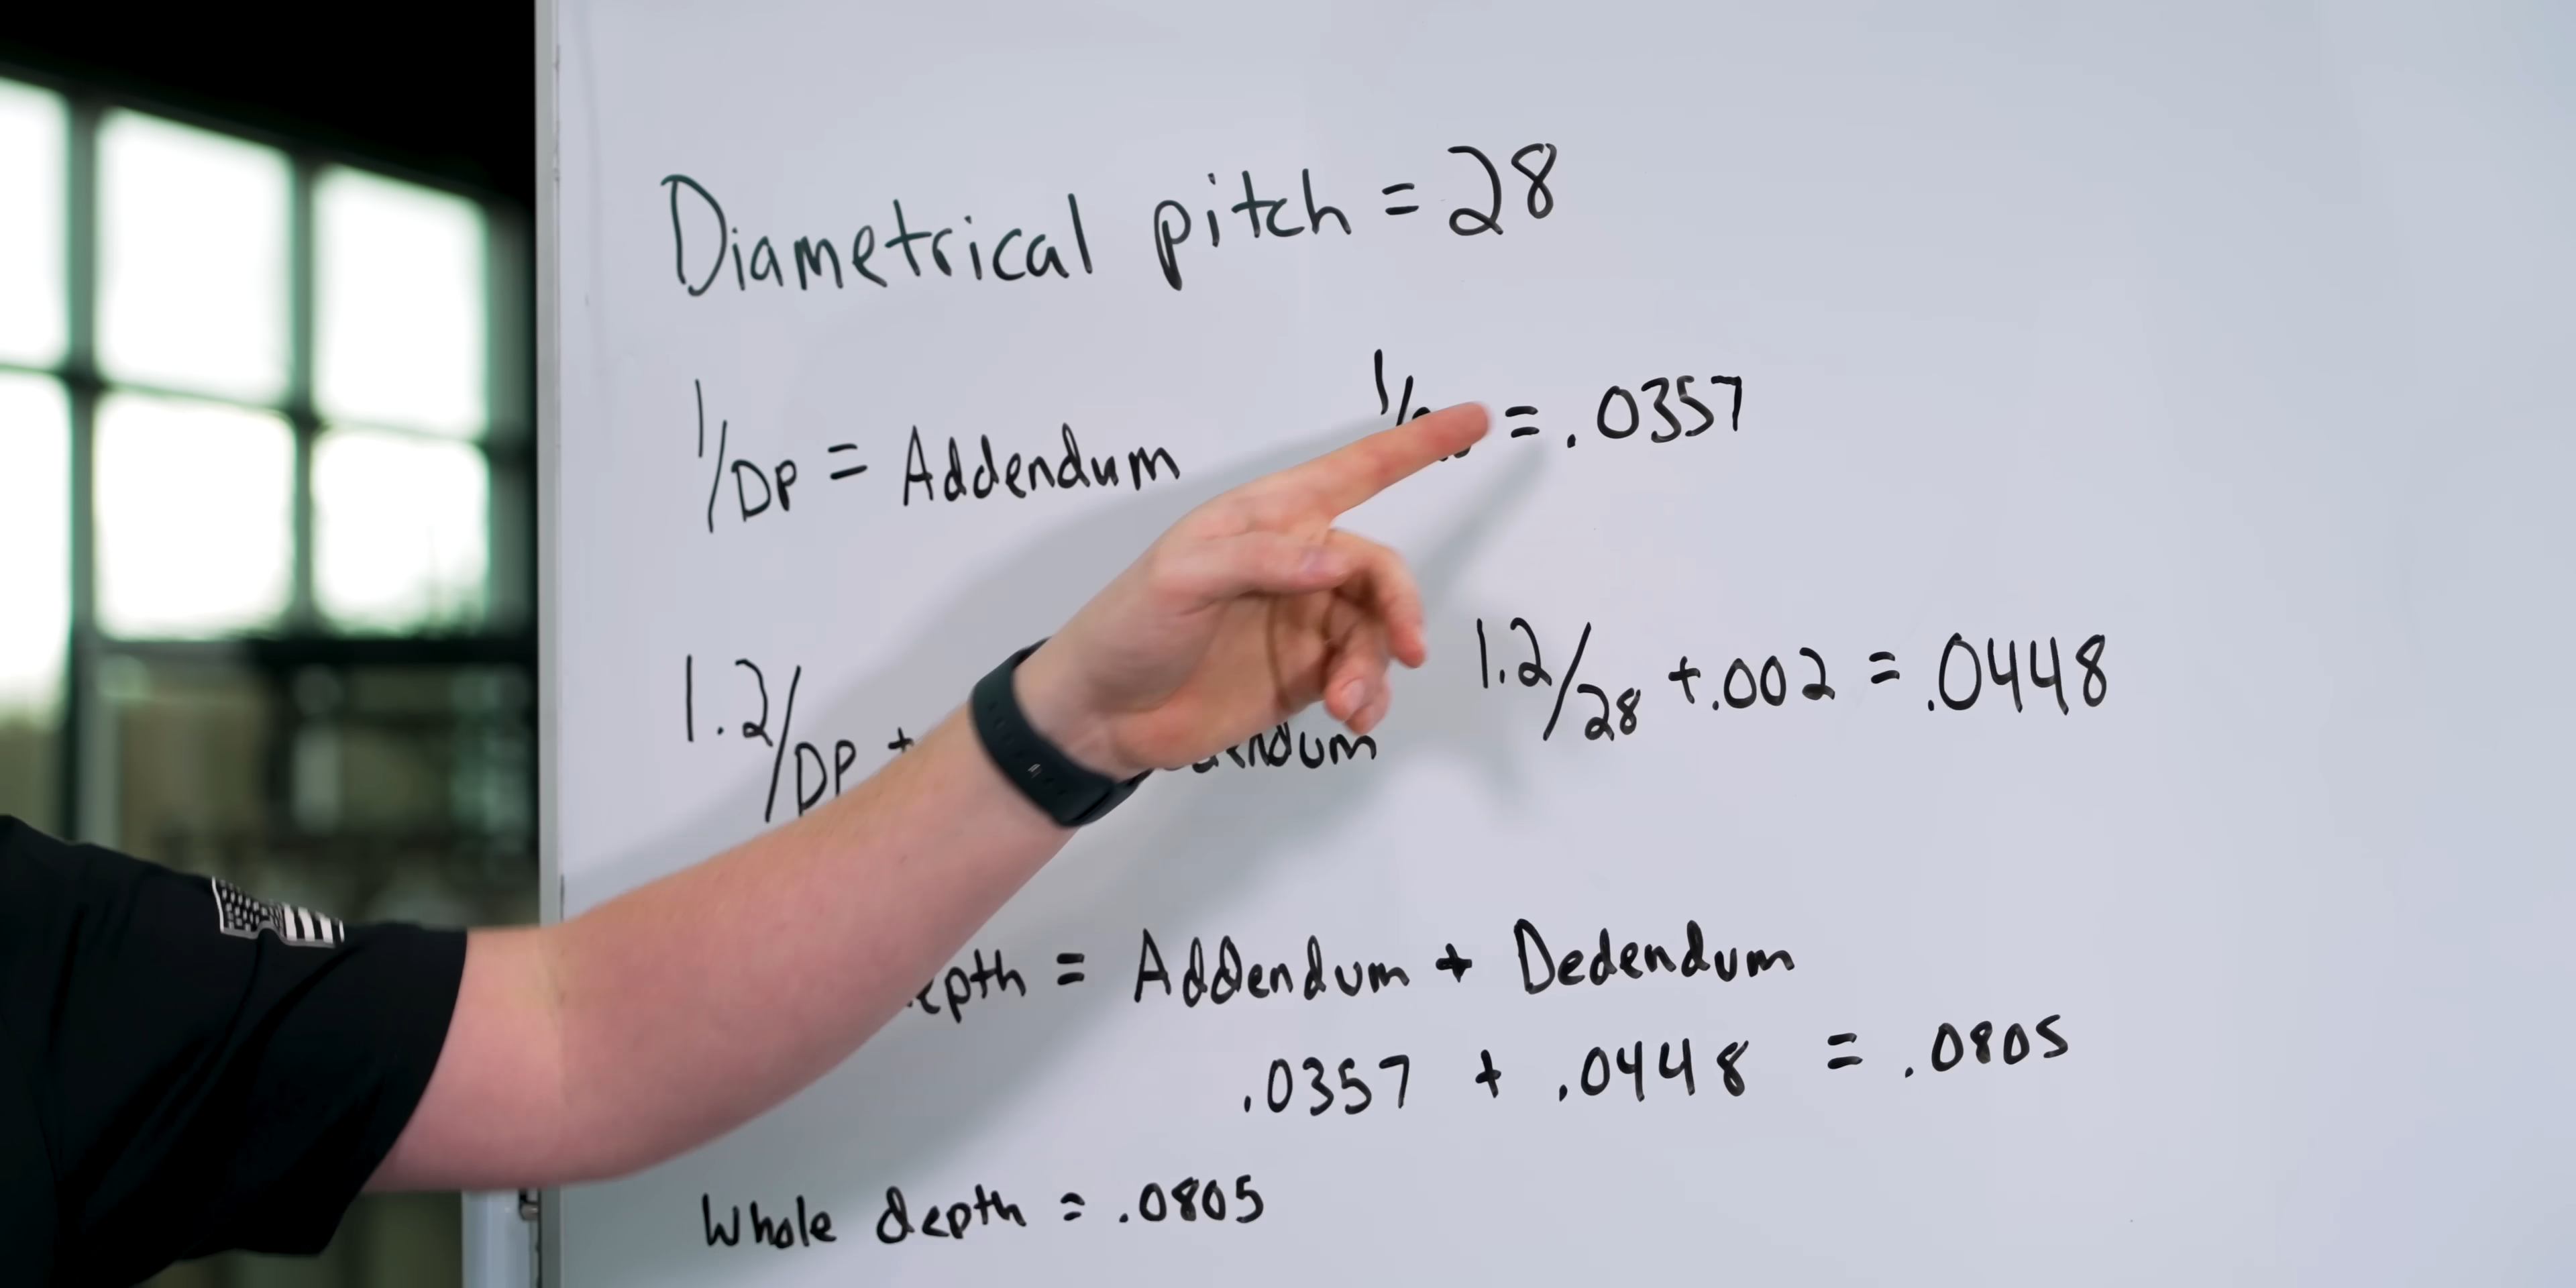 Diametrical pitch = 28
1/DP = Addendum
= .0357
1.2/DP +
1.2/28 + .002 = .0448
= Addendum + Dedendum
.0357 + .0448 = .0805
Whole depth = .0805